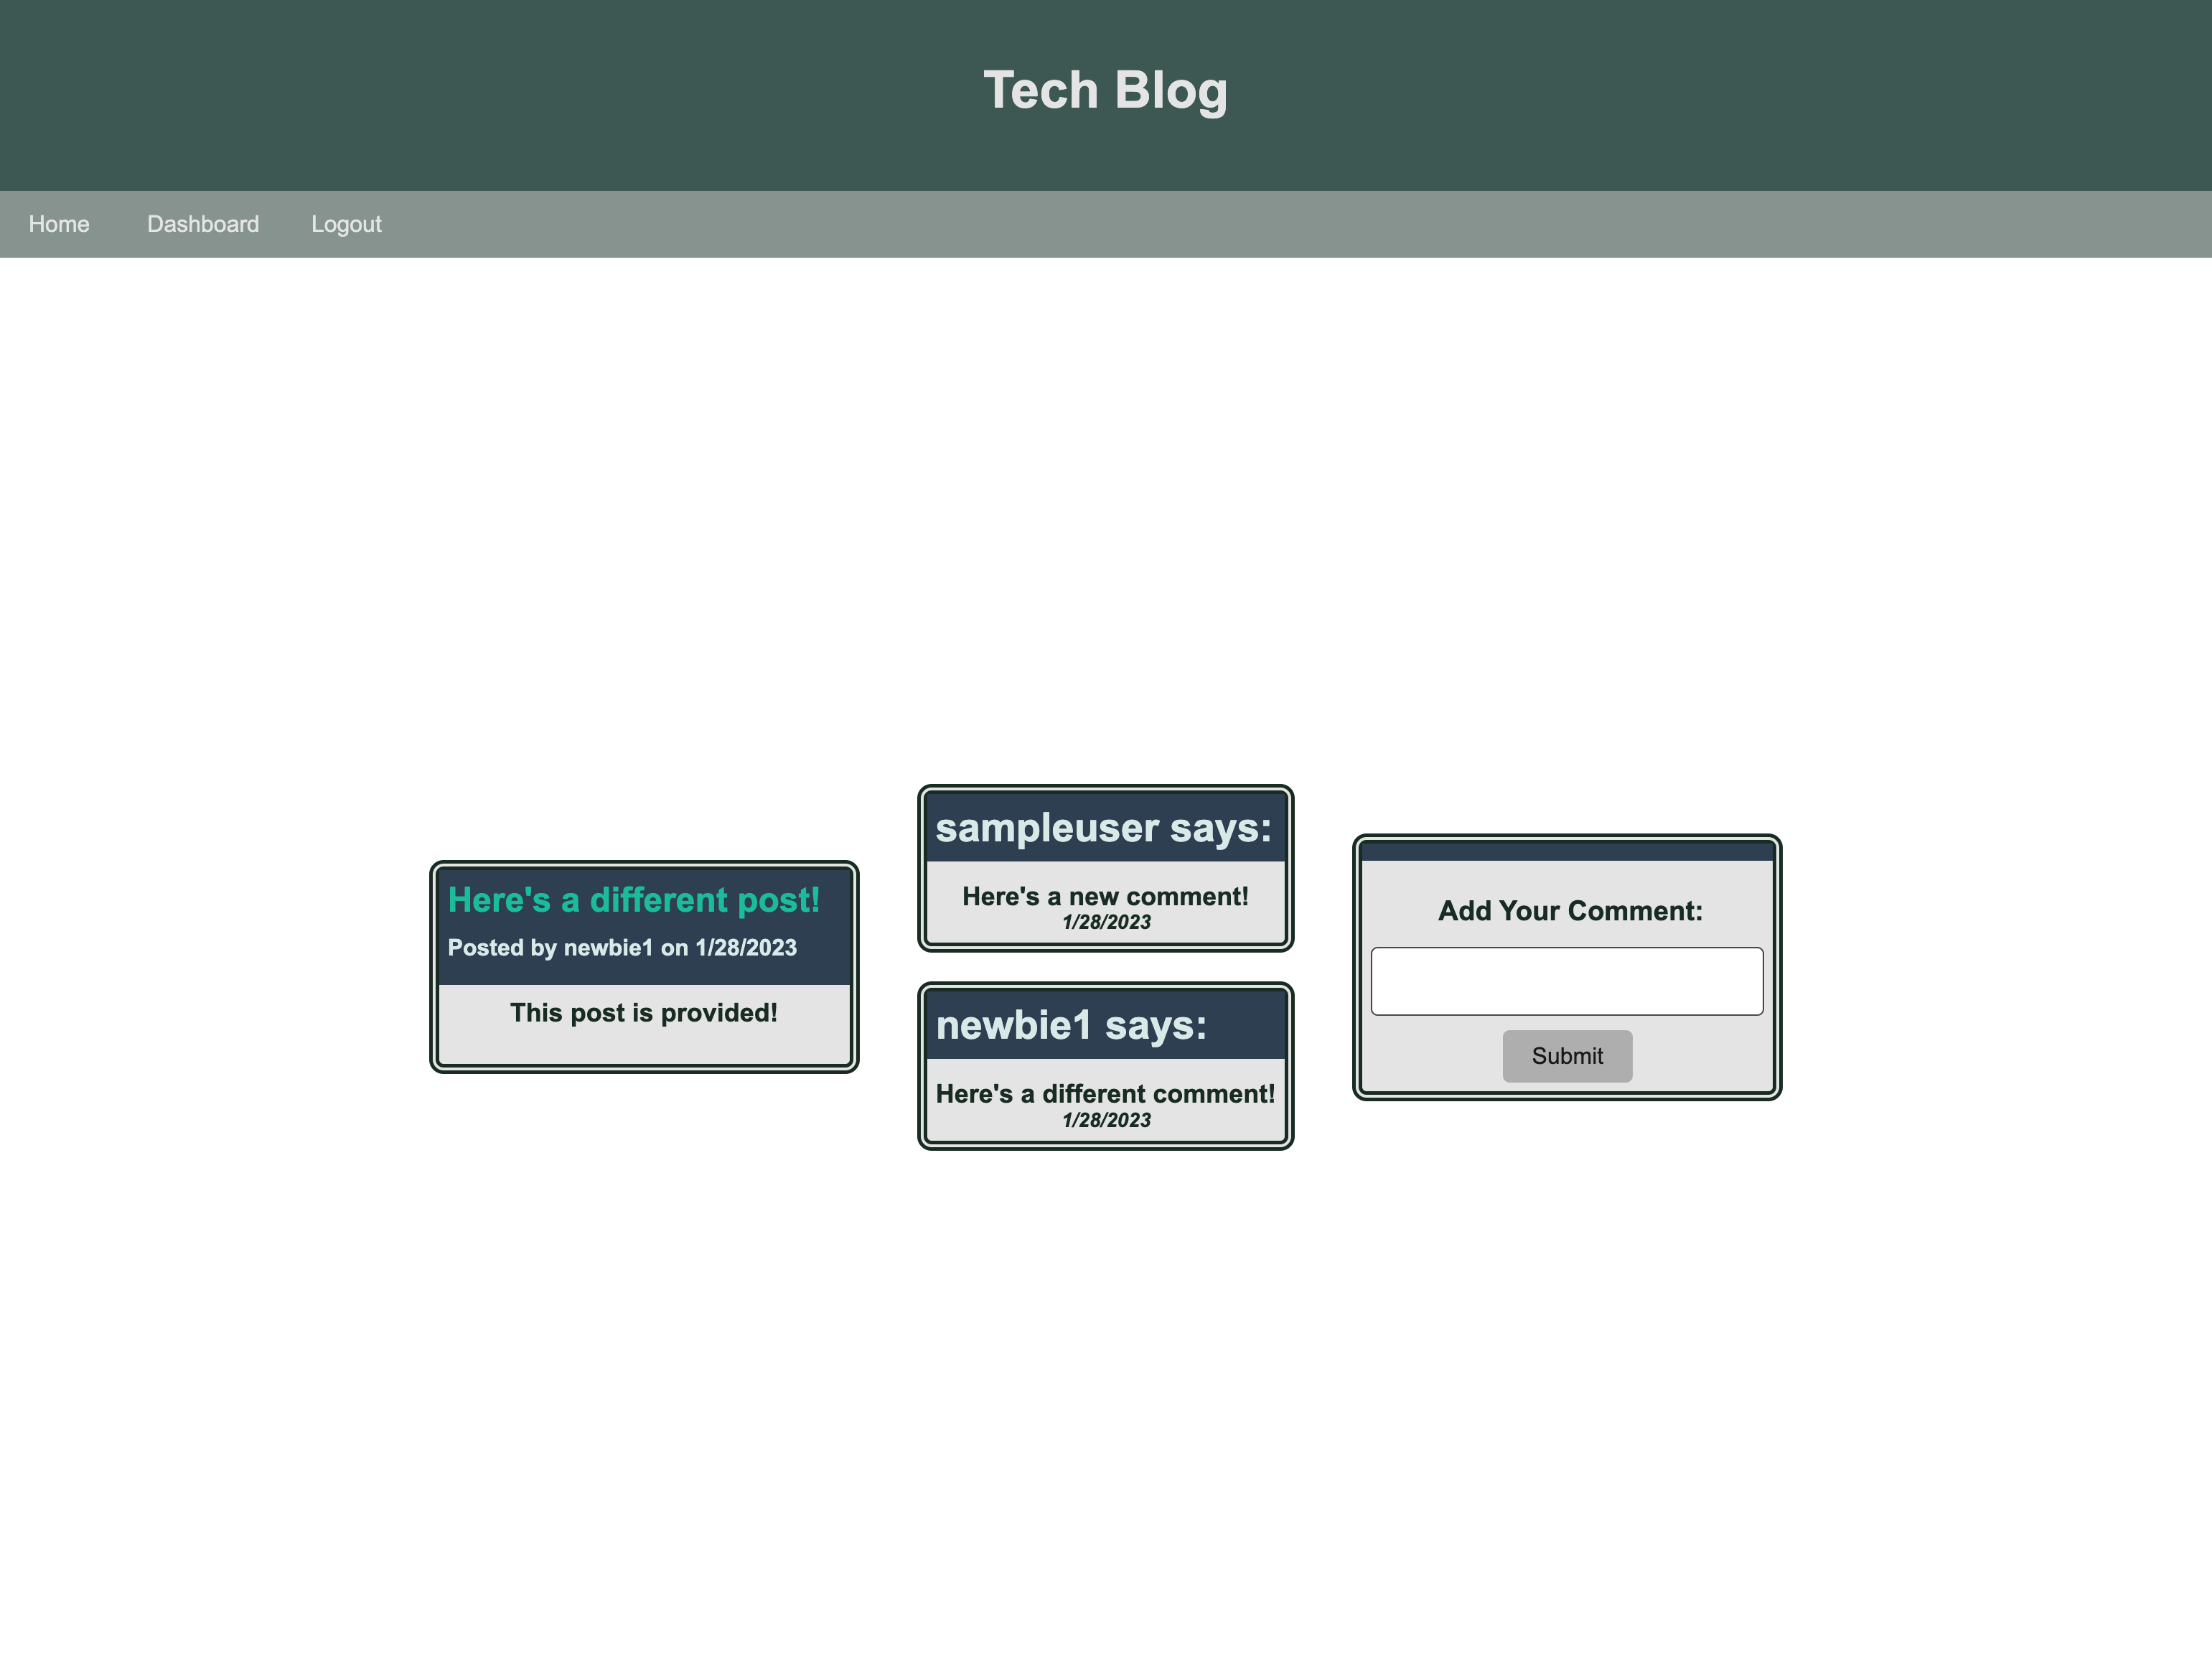 Tech Blog
Home Dashboard Logout
Here's a different post!
Posted by newbie1 on 1/28/2023
This post is provided!
sampleuser says:
Here's a new comment!
1/28/2023
newbie1 says:
Here's a different comment!
1/28/2023
Add Your Comment:
Submit